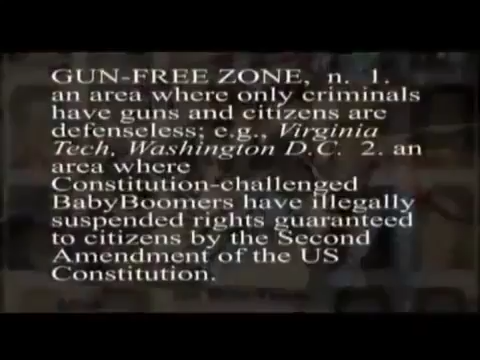 GUN-FREE ZONE, n. 1.
an area where only criminals
have guns and citizens are
defenseless; e.g., Virginia
Tech, Washington D.C. 2. an
area where
Constitution-challenged
BabyBoomers have illegally
suspended rights guaranteed
to citizens by the Second
Amendment of the US
Constitution.